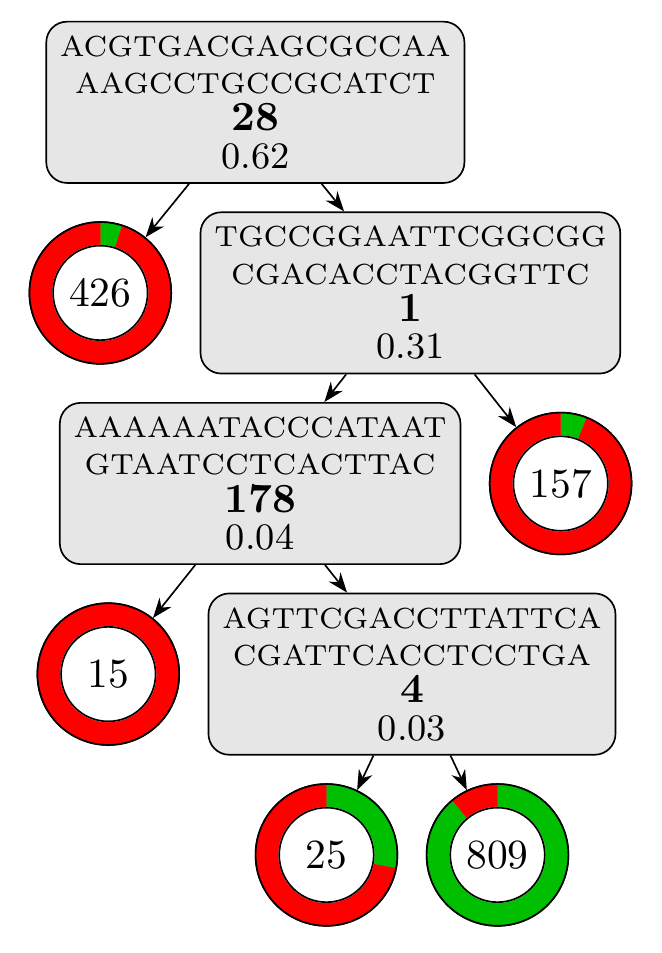 ACGTGACGAGCGCCAA
AAGCCTGCCGCATCT
28
0.62
426
TGCCGGAATTCGGCGG
CGACACCTACGGTTC
1
0.31
AAAAAATACCCATAAT
GTAATCCTCACTTAC
178
0.04
157
15
AGTTCGACCTTATTCA
CGATTCACCTCCTGA
4
0.03
25
809